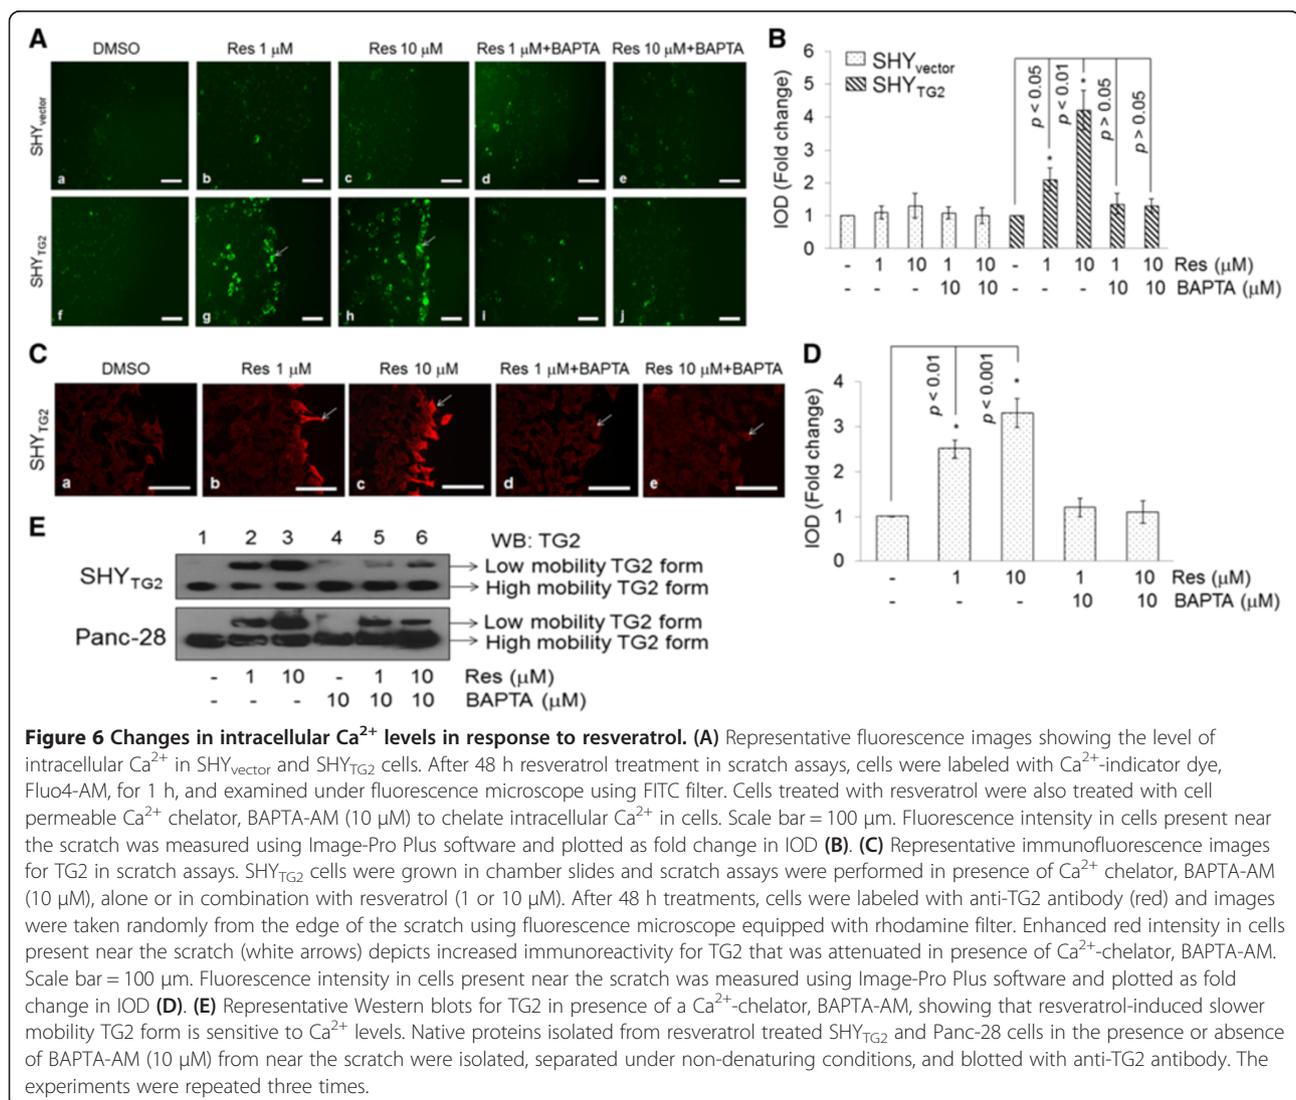 A
DMSO Res 1 μM Res 10 μM Res 1 μM+BAPTA Res 10 μM+BAPTA
SHYvector
a b c d e
SHYTG2
f g h i j
B
IOD (Fold change)
SHYvector
SHYTG2
6
5
4
3
2
1
0
p < 0.05
p < 0.01
p > 0.05
p > 0.05
* *
- 1 10 1 10 - 1 10 1 10 Res (μM)
- - - 10 10 - - - 10 10 BAPTA (μM)
C
DMSO Res 1 μM Res 10 μM Res 1 μM+BAPTA Res 10 μM+BAPTA
SHYTG2
a b c d e
D
IOD (Fold change)
4
3
2
1
0
p < 0.01
p < 0.001
* *
- 1 10 1 10 Res (μM)
- - - 10 10 BAPTA (μM)
E
1 2 3 4 5 6 WB: TG2
SHYTG2
Low mobility TG2 form
High mobility TG2 form
Panc-28
Low mobility TG2 form
High mobility TG2 form
- 1 10 - 1 10 Res (μM)
- - - 10 10 10 BAPTA (μM)
Figure 6 Changes in intracellular Ca2+ levels in response to resveratrol. (A) Representative fluorescence images showing the level of
intracellular Ca2+ in SHYvector and SHYTG2 cells. After 48 h resveratrol treatment in scratch assays, cells were labeled with Ca2+-indicator dye,
Fluo4-AM, for 1 h, and examined under fluorescence microscope using FITC filter. Cells treated with resveratrol were also treated with cell
permeable Ca2+ chelator, BAPTA-AM (10 μM) to chelate intracellular Ca2+ in cells. Scale bar = 100 μm. Fluorescence intensity in cells present near
the scratch was measured using Image-Pro Plus software and plotted as fold change in IOD (B). (C) Representative immunofluorescence images
for TG2 in scratch assays. SHYTG2 cells were grown in chamber slides and scratch assays were performed in presence of Ca2+ chelator, BAPTA-AM
(10 μM), alone or in combination with resveratrol (1 or 10 μM). After 48 h treatments, cells were labeled with anti-TG2 antibody (red) and images
were taken randomly from the edge of the scratch using fluorescence microscope equipped with rhodamine filter. Enhanced red intensity in cells
present near the scratch (white arrows) depicts increased immunoreactivity for TG2 that was attenuated in presence of Ca2+-chelator, BAPTA-AM.
Scale bar = 100 μm. Fluorescence intensity in cells present near the scratch was measured using Image-Pro Plus software and plotted as fold
change in IOD (D). (E) Representative Western blots for TG2 in presence of a Ca2+-chelator, BAPTA-AM, showing that resveratrol-induced slower
mobility TG2 form is sensitive to Ca2+ levels. Native proteins isolated from resveratrol treated SHYTG2 and Panc-28 cells in the presence or absence
of BAPTA-AM (10 μM) from near the scratch were isolated, separated under non-denaturing conditions, and blotted with anti-TG2 antibody. The
experiments were repeated three times.